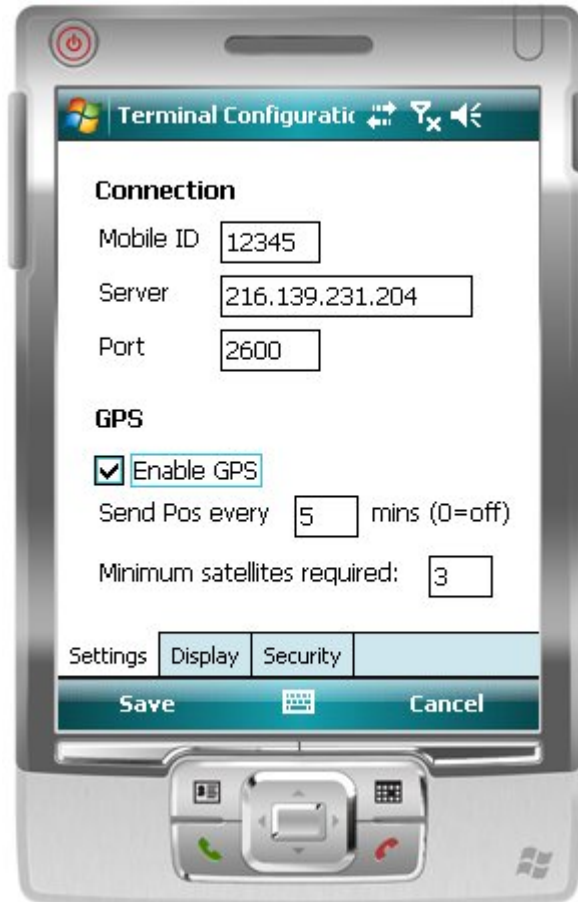 Terminal Configuratic
Connection
Mobile ID 12345
Server 216.139.231.204
Port 2600
GPS
Enable GPS
Send Pos every 5 mins (0=off)
Minimum satellites required: 3
Settings Display Security
Save Cancel